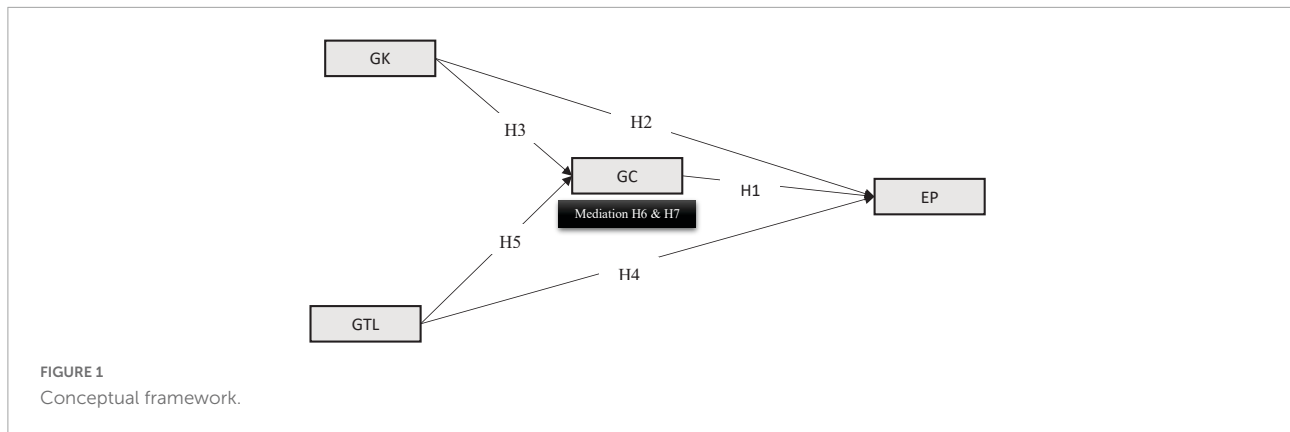 GK
H2
H3
GC
H1
EP
Mediation H6 & H7
H5
H4
GTL
FIGURE 1
Conceptual framework.